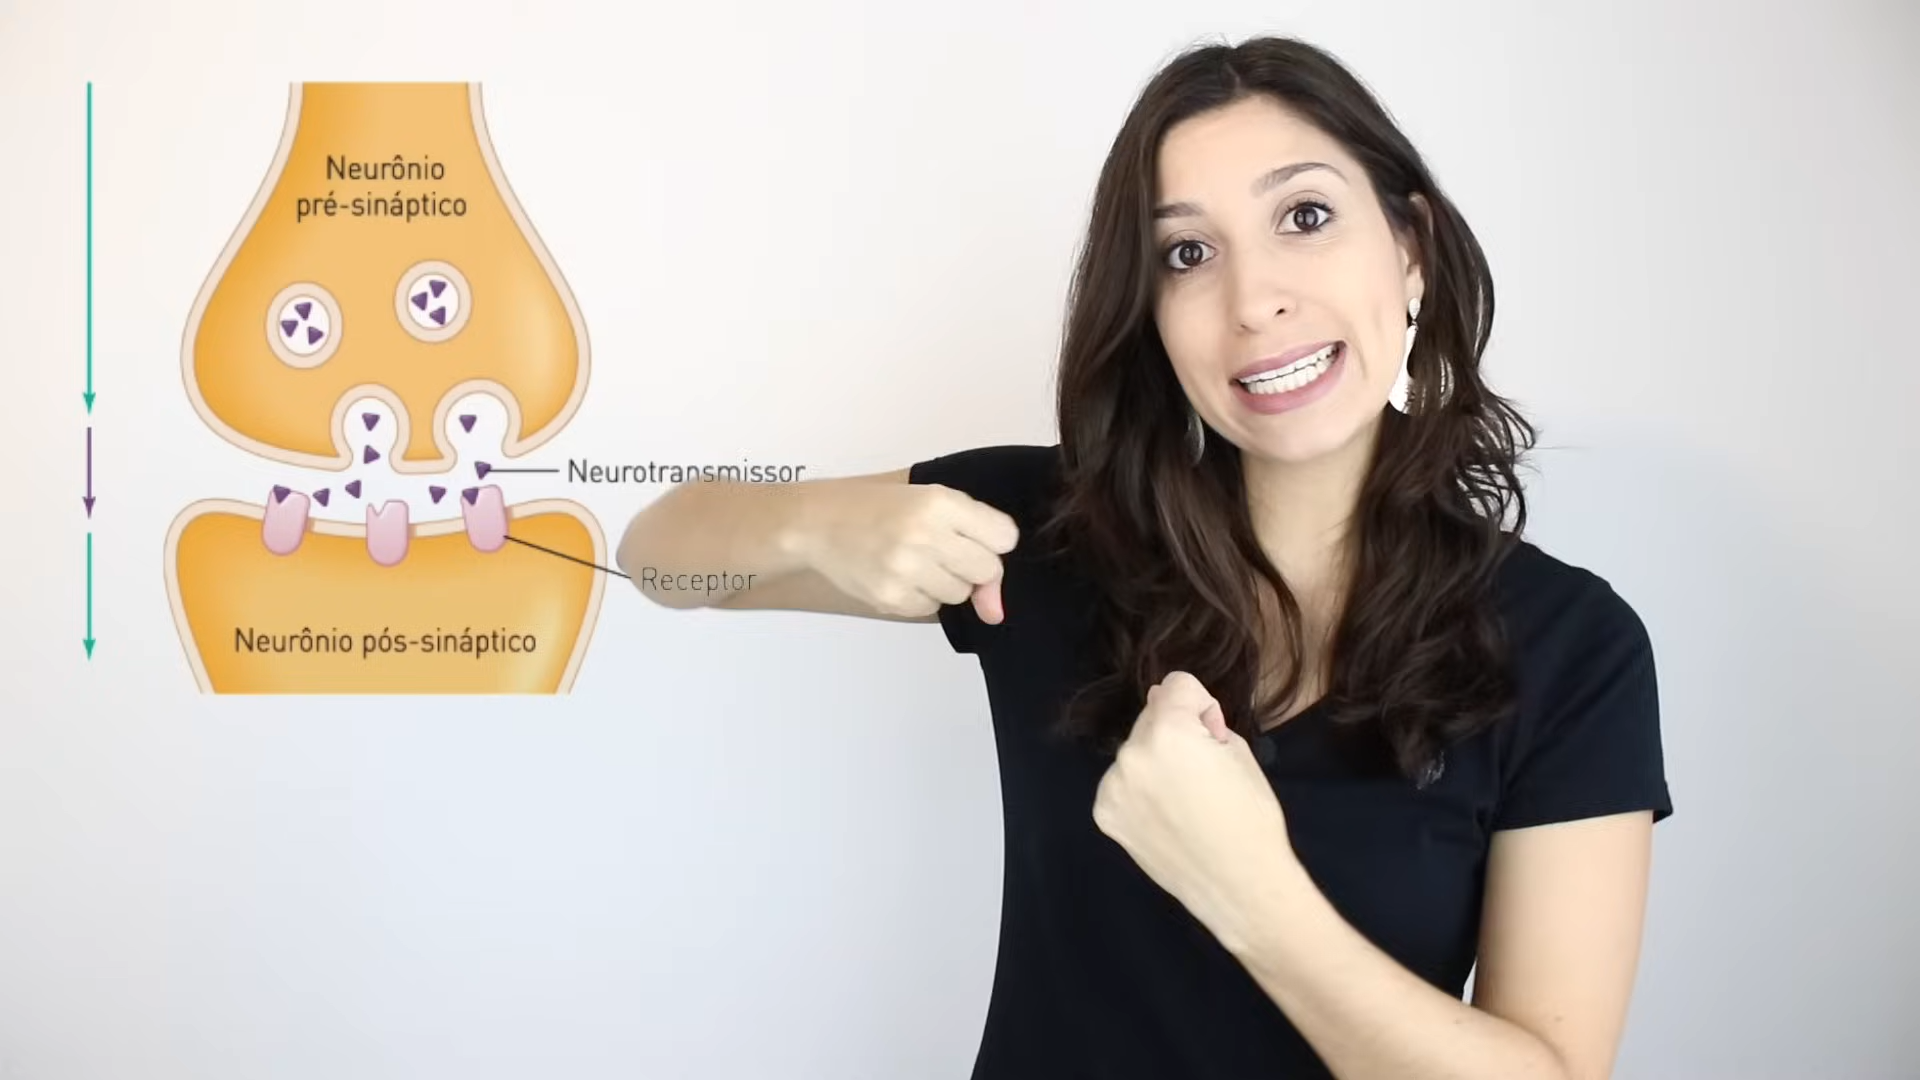 Neurônio
pré-sináptico
Neurotransmissor
Receptor
Neurônio pós-sináptico